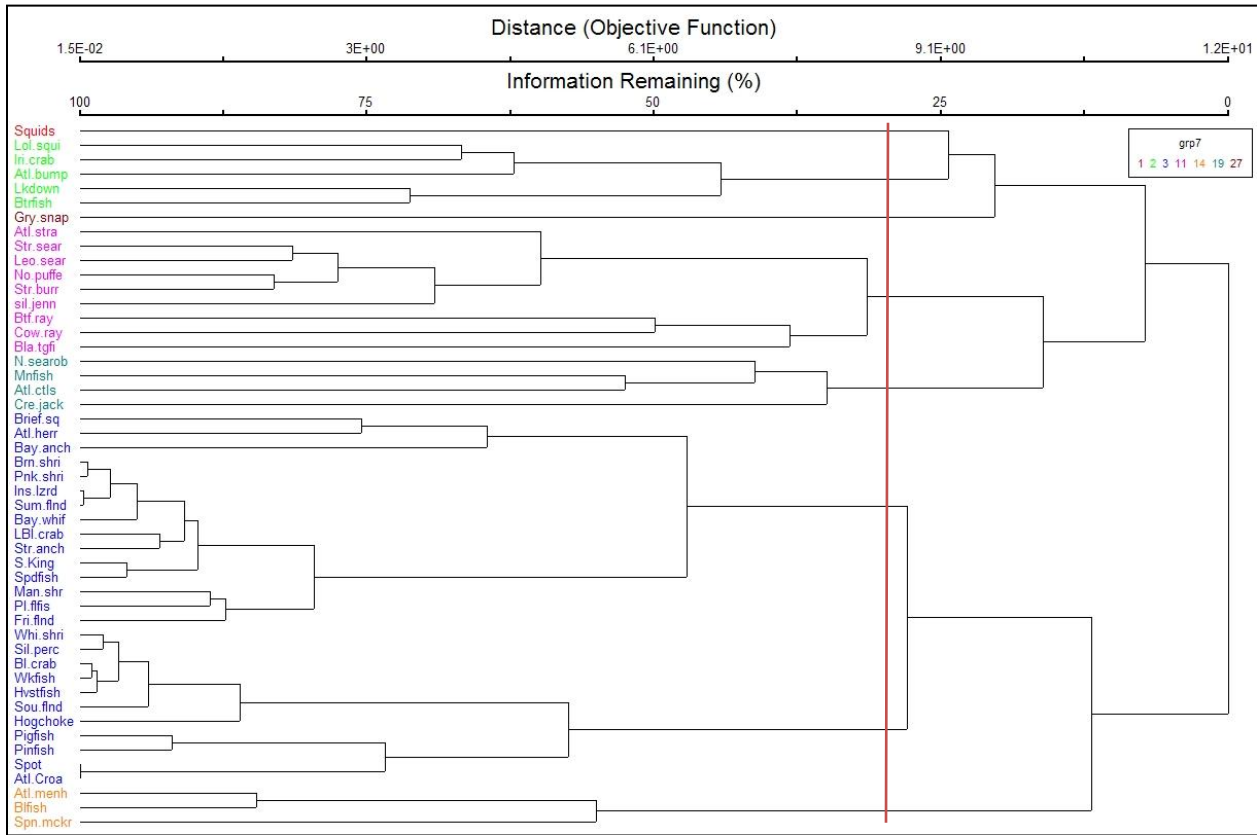 Distance (Objective Function)
1.5E-02 3E+00 6.1E+00 9.1E+00 1.2E+01
Information Remaining (%)
100 75 50 25 0
grp7
1 2 3 11 14 19 27
Squids
Lol.squi
Iri.crab
Atl.bump
Lkdown
Btrfish
Gry.snap
Atl.stra
Str.sear
Leo.sear
No.puffe
Str.burr
sil.jenn
Btf.ray
Cow.ray
Bla.tgfi
N.searob
Mnfish
Atl.ctls
Cre.jack
Brief.sq
Atl.herr
Bay.anch
Brn.shri
Pnk.shri
Ins.lzrd
Sum.flnd
Bay.whif
LBl.crab
Str.anch
S.King
Spdfish
Man.shr
Pl.flfis
Fri.flnd
Whi.shri
Sil.perc
Bl.crab
Wkfish
Hvstfish
Sou.flnd
Hogchoke
Pigfish
Pinfish
Spot
Atl.Croa
Atl.menh
Blfish
Spn.mckr